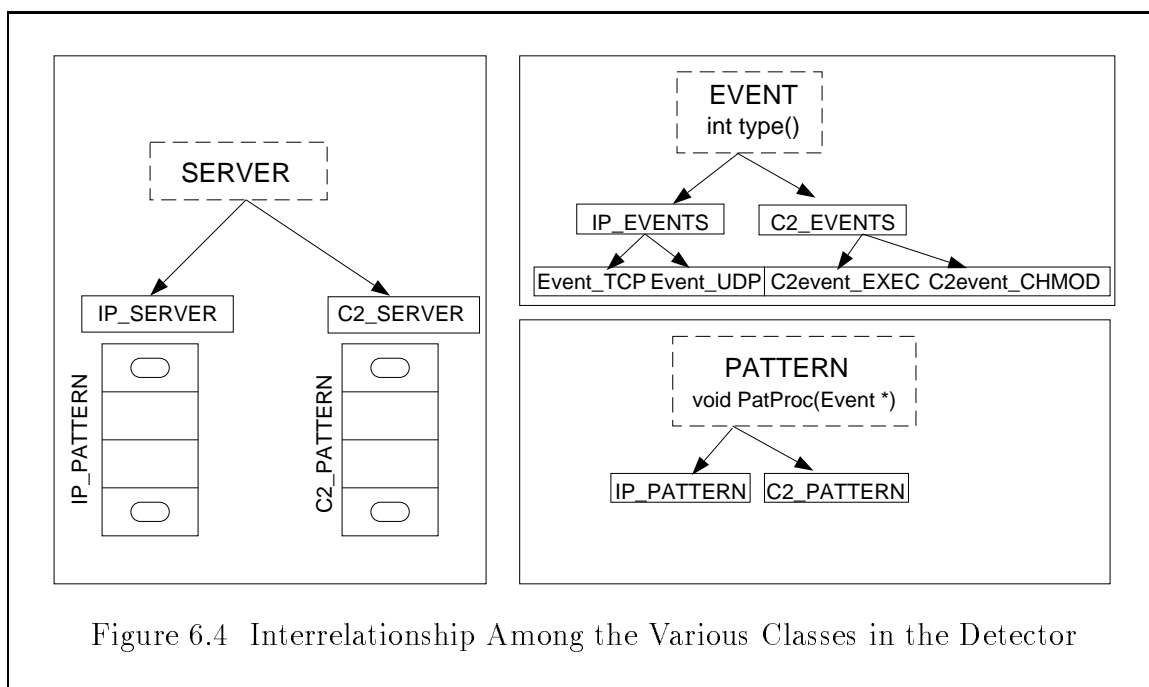 SERVER
IP_SERVER
C2_SERVER
IP_PATTERN
C2_PATTERN
EVENT
int type()
IP_EVENTS
C2_EVENTS
Event_TCP Event_UDP
C2event_EXEC C2event_CHMOD
PATTERN
void PatProc(Event *)
IP_PATTERN
C2_PATTERN
Figure 6.4 Interrelationship Among the Various Classes in the Detector